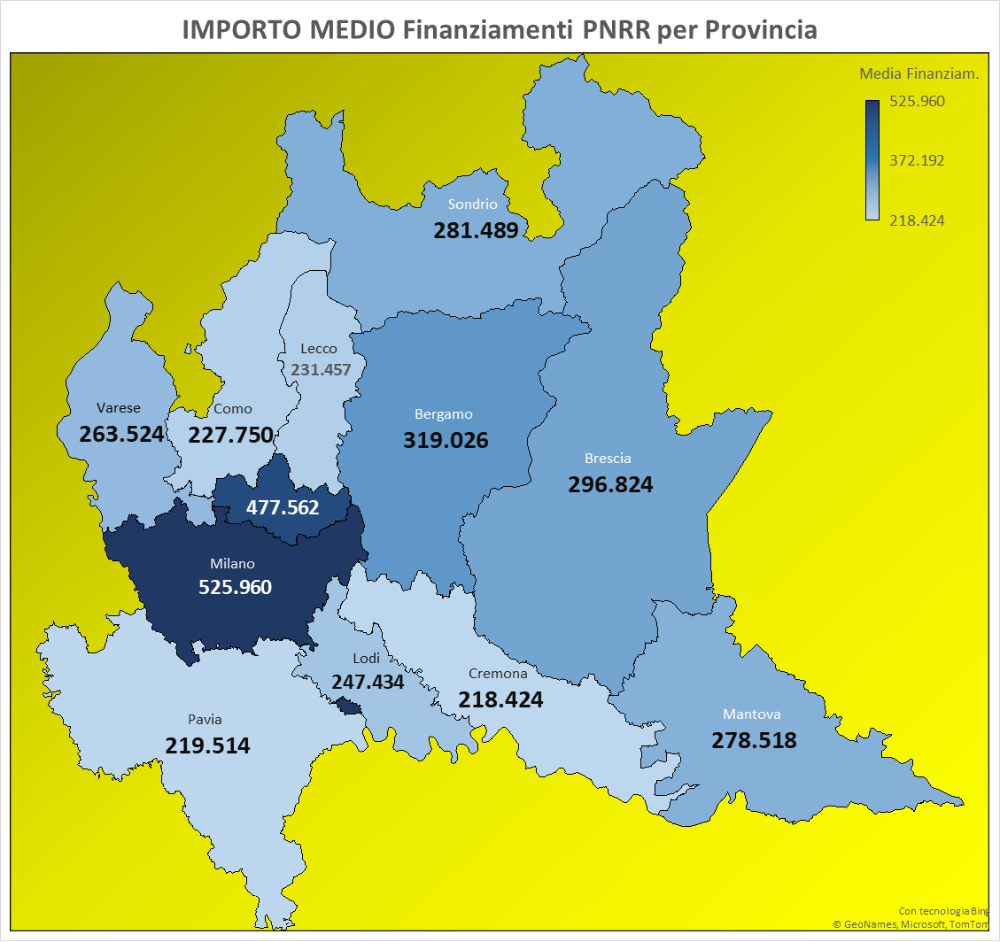 IMPORTO MEDIO Finanziamenti PNRR per Provincia
Media Finanziam.
525.960
372.192
218.424
Sondrio
281.489
Lecco
231.457
Varese
263.524
Como
227.750
Bergamo
319.026
Brescia
296.824
477.562
Milano
525.960
Lodi
247.434
Cremona
218.424
Pavia
219.514
Mantova
278.518
Con tecnologia Bing
© GeoNames, Microsoft, TomTom